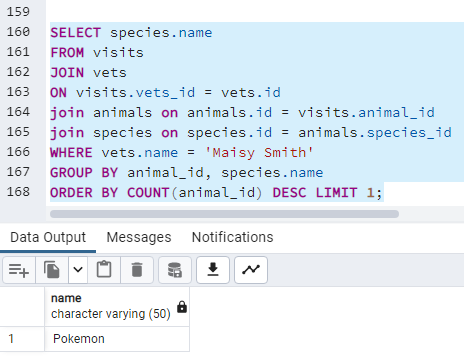 159
160 SELECT species.name
161 FROM visits
162 JOIN vets
163 ON visits.vets_id = vets.id
164 join animals on animals.id = visits.animal_id
165 join species on species.id = animals.species_id
166 WHERE vets.name = 'Maisy Smith'
167 GROUP BY animal_id, species.name
168 ORDER BY COUNT(animal_id) DESC LIMIT 1;
Data Output Messages Notifications
name
character varying (50)
1 Pokemon